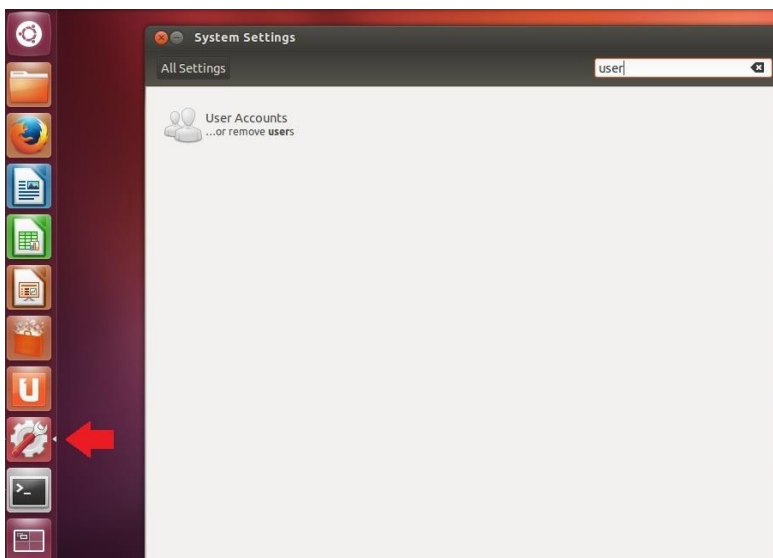 System Settings
All Settings
user
User Accounts
...or remove users